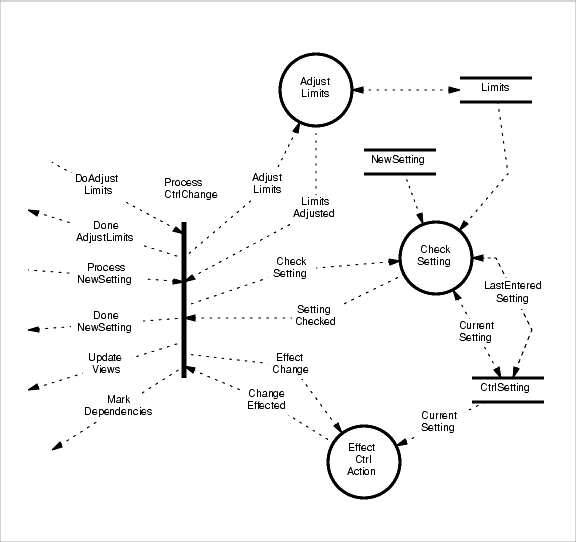 Adjust
Limits
Limits
NewSetting
DoAdjust
Limits
Process
CtrlChange
Adjust
Limits
Limits
Adjusted
Done
AdjustLimits
Check
Setting
Process
NewSetting
Check
Setting
LastEntered
Setting
Done
NewSetting
Setting
Checked
Current
Setting
Update
Views
Effect
Change
CtrlSetting
Mark
Dependencies
Change
Effected
Current
Setting
Effect
Ctrl
Action